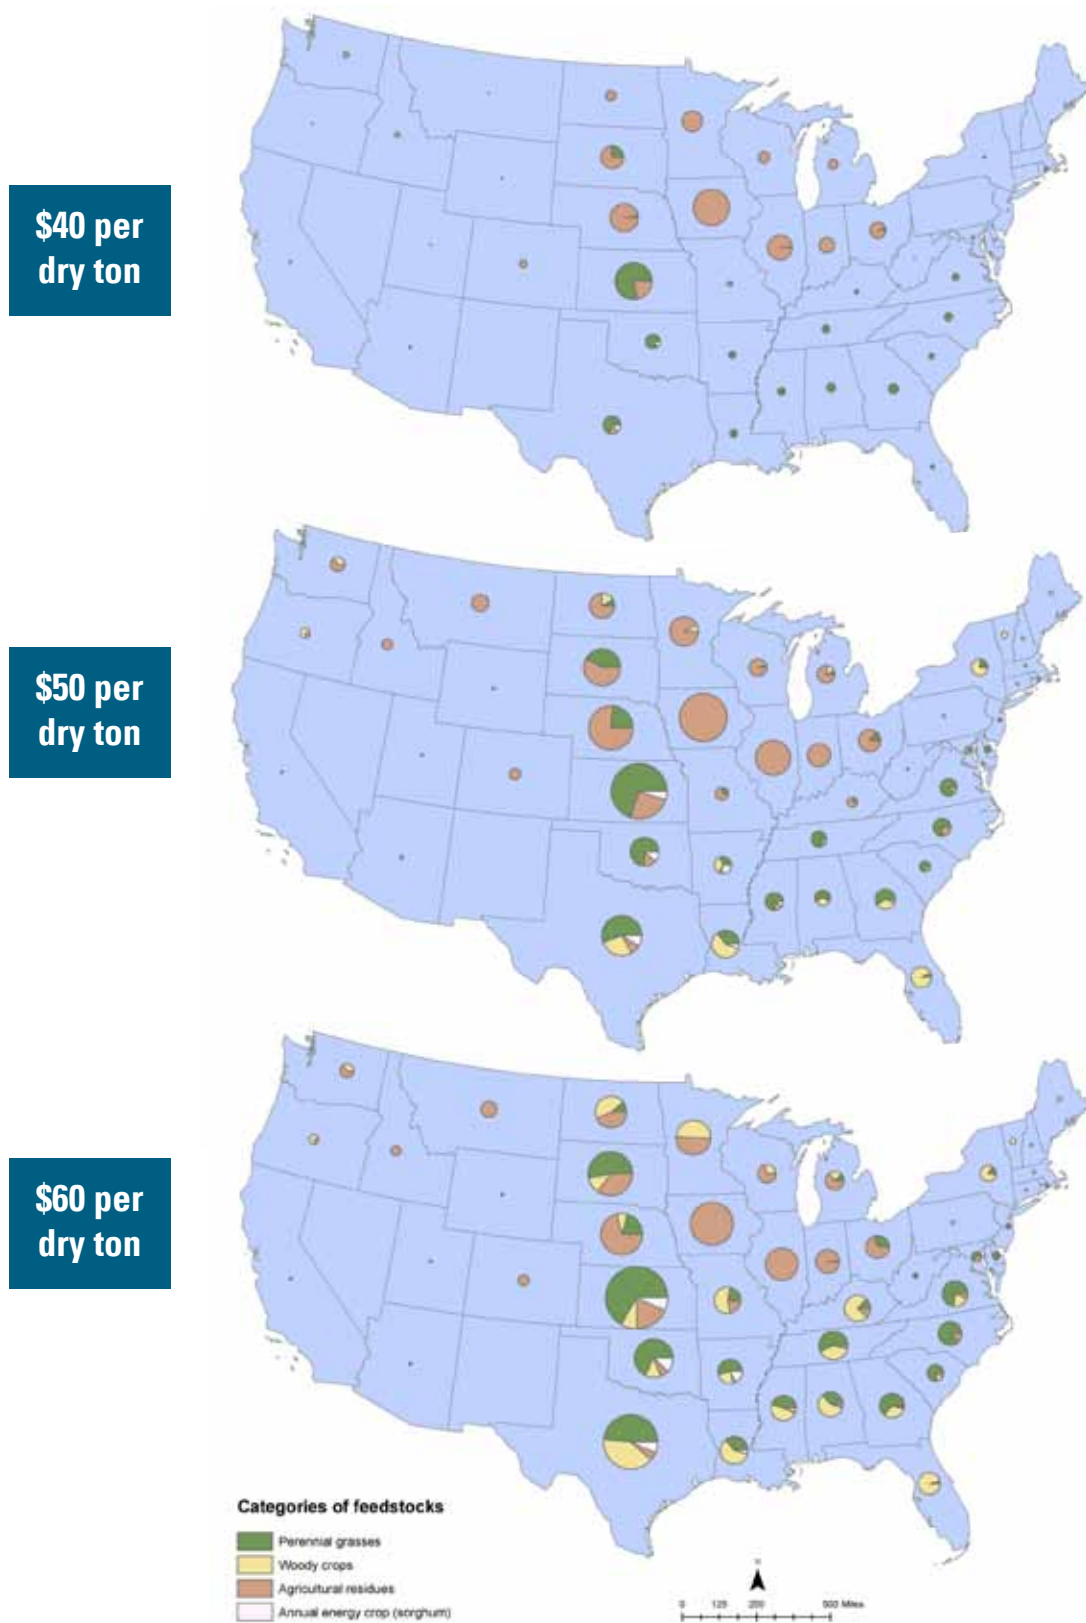 $40 per
dry ton
$50 per
dry ton
$60 per
dry ton
Categories of feedstocks
Perennial grasses
Woody crops
Agricultural residues
Annual energy crop (sorghum)
N
0 125 200 500 Miles